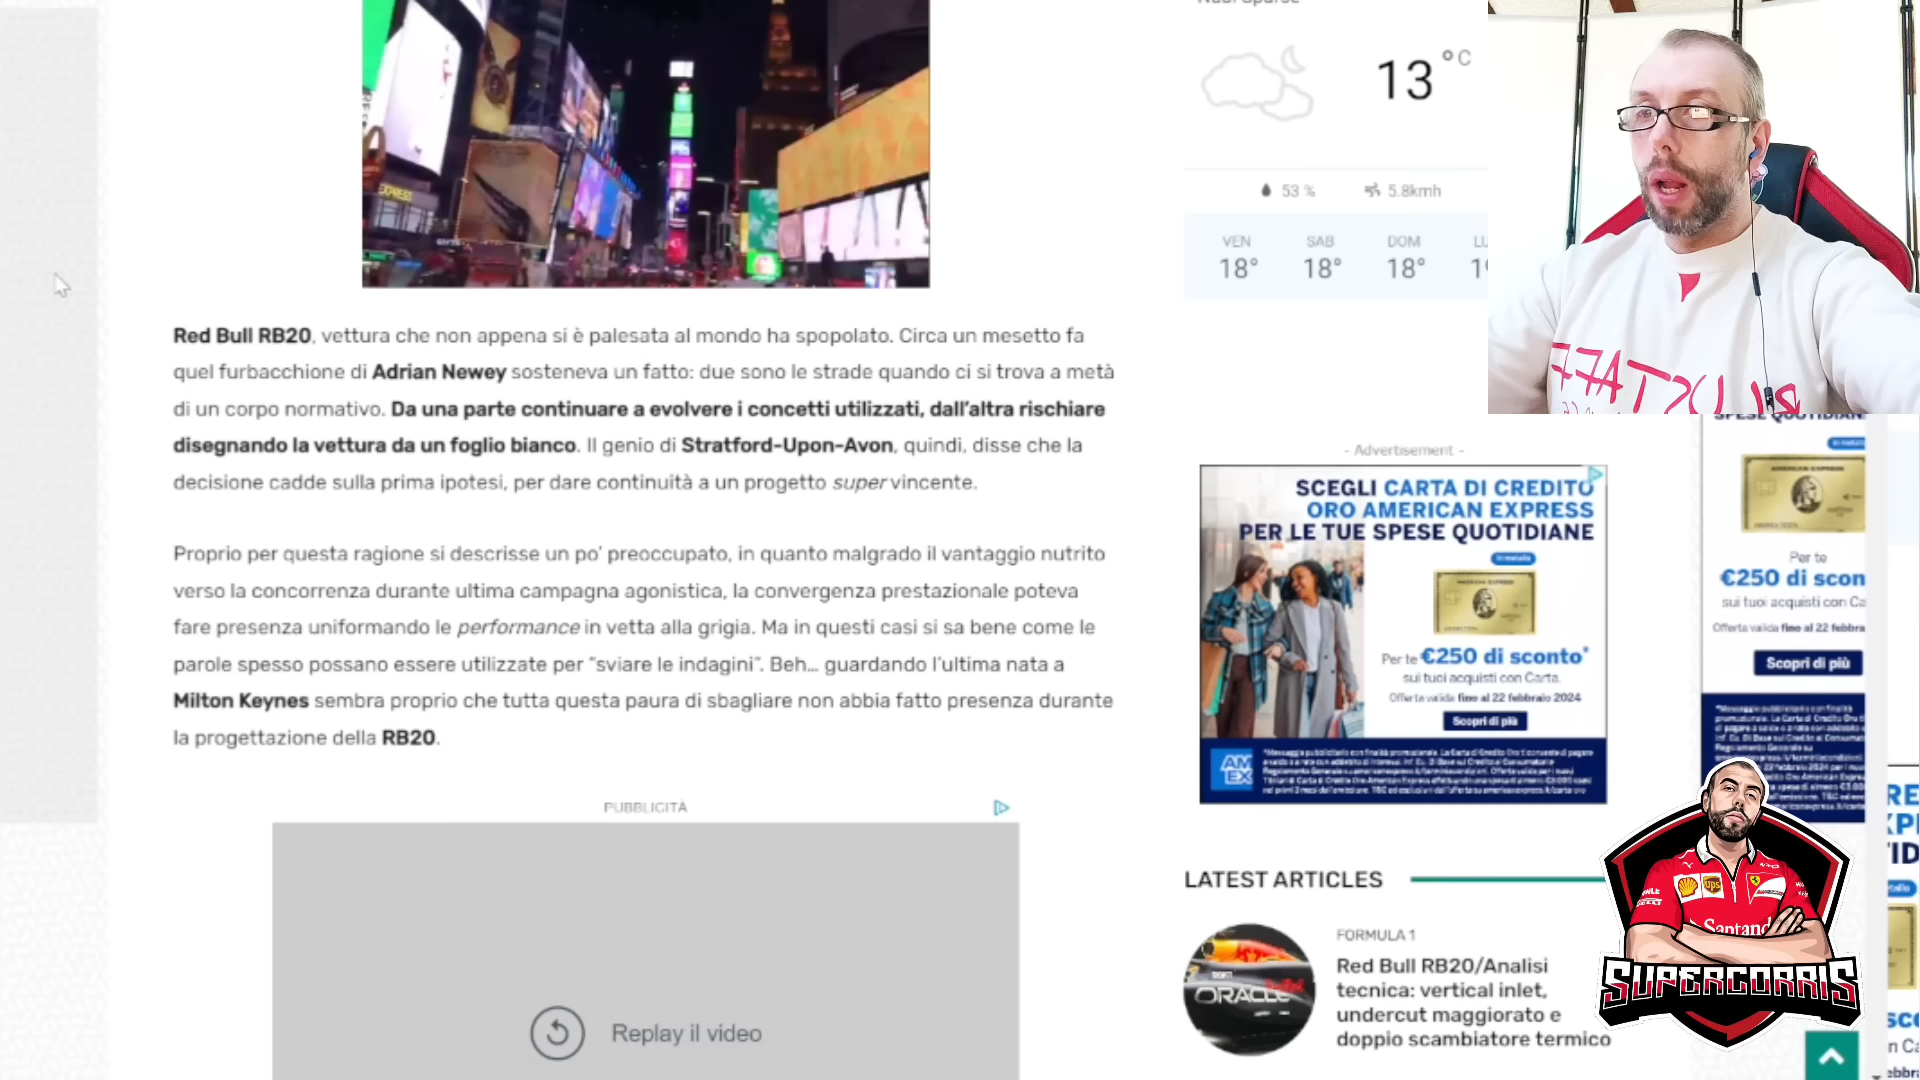 EXPRESS
Red Bull RB20, vettura che non appena si è palesata al mondo ha spopolato. Circa un mesetto fa
quel furbacchione di Adrian Newey sosteneva un fatto: due sono le strade quando ci si trova a metà
di un corpo normativo. Da una parte continuare a evolvere i concetti utilizzati, dall'altra rischiare
disegnando la vettura da un foglio bianco. Il genio di Stratford-Upon-Avon, quindi, disse che la
decisione cadde sulla prima ipotesi, per dare continuità a un progetto super vincente.
Proprio per questa ragione si descrisse un po' preoccupato, in quanto malgrado il vantaggio nutrito
verso la concorrenza durante ultima campagna agonistica, la convergenza prestazionale poteva
fare presenza uniformando le performance in vetta alla grigia. Ma in questi casi si sa bene come le
parole spesso possano essere utilizzate per "sviare le indagini". Beh... guardando l'ultima nata a
Milton Keynes sembra proprio che tutta questa paura di sbagliare non abbia fatto presenza durante
la progettazione della RB20.
PUBBLICITÀ
Replay il video
13 °C
53 %
5.8kmh
VEN SAB DOM LU
18° 18° 18° 1
- Advertisement -
SCEGLI CARTA DI CREDITO
ORO AMERICAN EXPRESS
PER LE TUE SPESE QUOTIDIANE
Per te €250 di sconto*
sui tuoi acquisti con Carta.
Offerta valida fino al 22 febbraio 2024
Scopri di più
AM
EX
SPESE QUOTIDIAN
Per te
€250 di scon
sui tuoi acquisti con Ca
Offerta valida fino al 22 febbra
Scopri di più
LATEST ARTICLES
FORMULA 1
Red Bull RB20/Analisi
tecnica: vertical inlet,
undercut maggiorato e
doppio scambiatore termico
ORACLE
ups
Santand
SUPERCORRIS